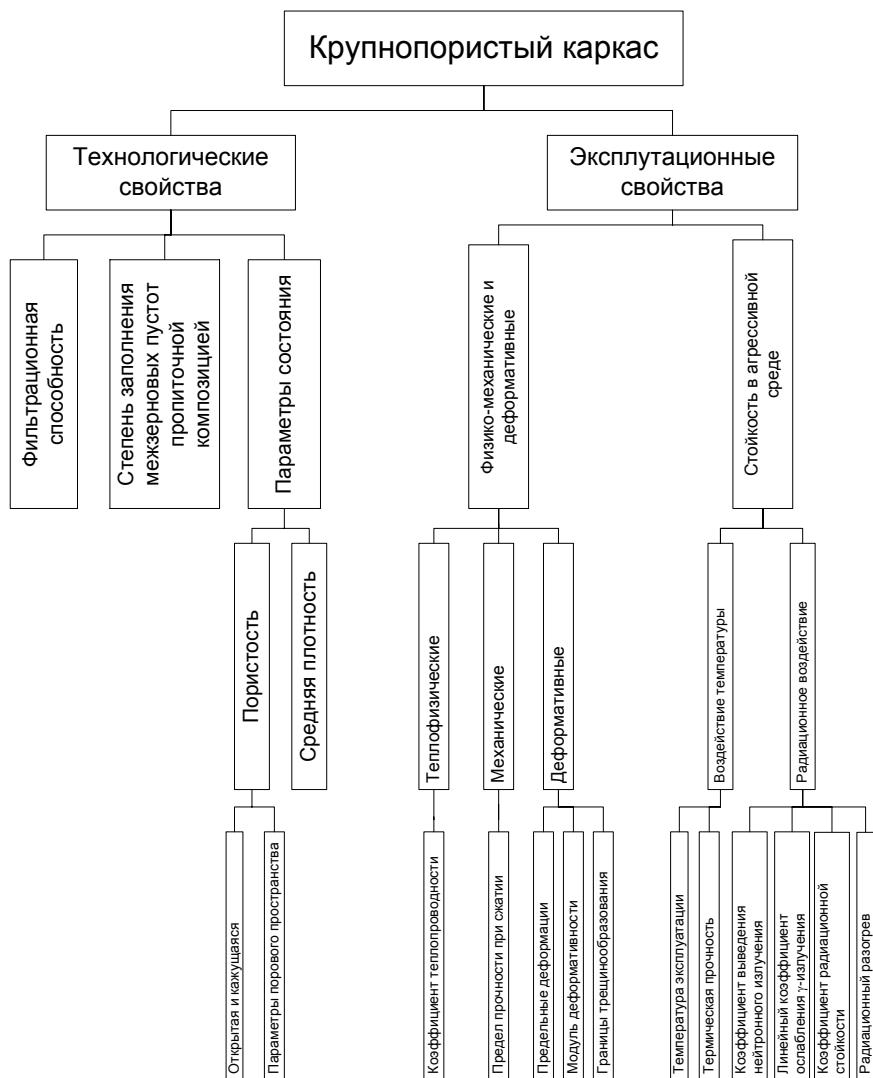 Крупнопористый каркас
Технологические
свойства
Эксплутационные
свойства
Фильтрационная
способность
Степень заполнения
межзерновых пустот
пропиточной
композицией
Параметры состояния
Физико-механические и
деформативные
Стойкость в агрессивной
среде
Пористость
Средняя плотность
Теплофизические
Механические
Деформативные
Воздействие температуры
Радиационное воздействие
Открытая и кажущаяся
Параметры порового пространства
Коэффициент теплопроводности
Предел прочности при сжатии
Предельные деформации
Модуль деформативности
Границы трещинообразования
Температура эксплуатации
Термическая прочность
Коэффициент выведения
нейтронного излучения
Линейный коэффициент
ослабления γ-излучения
Коэффициент радиационной
стойкости
Радиационный разогрев